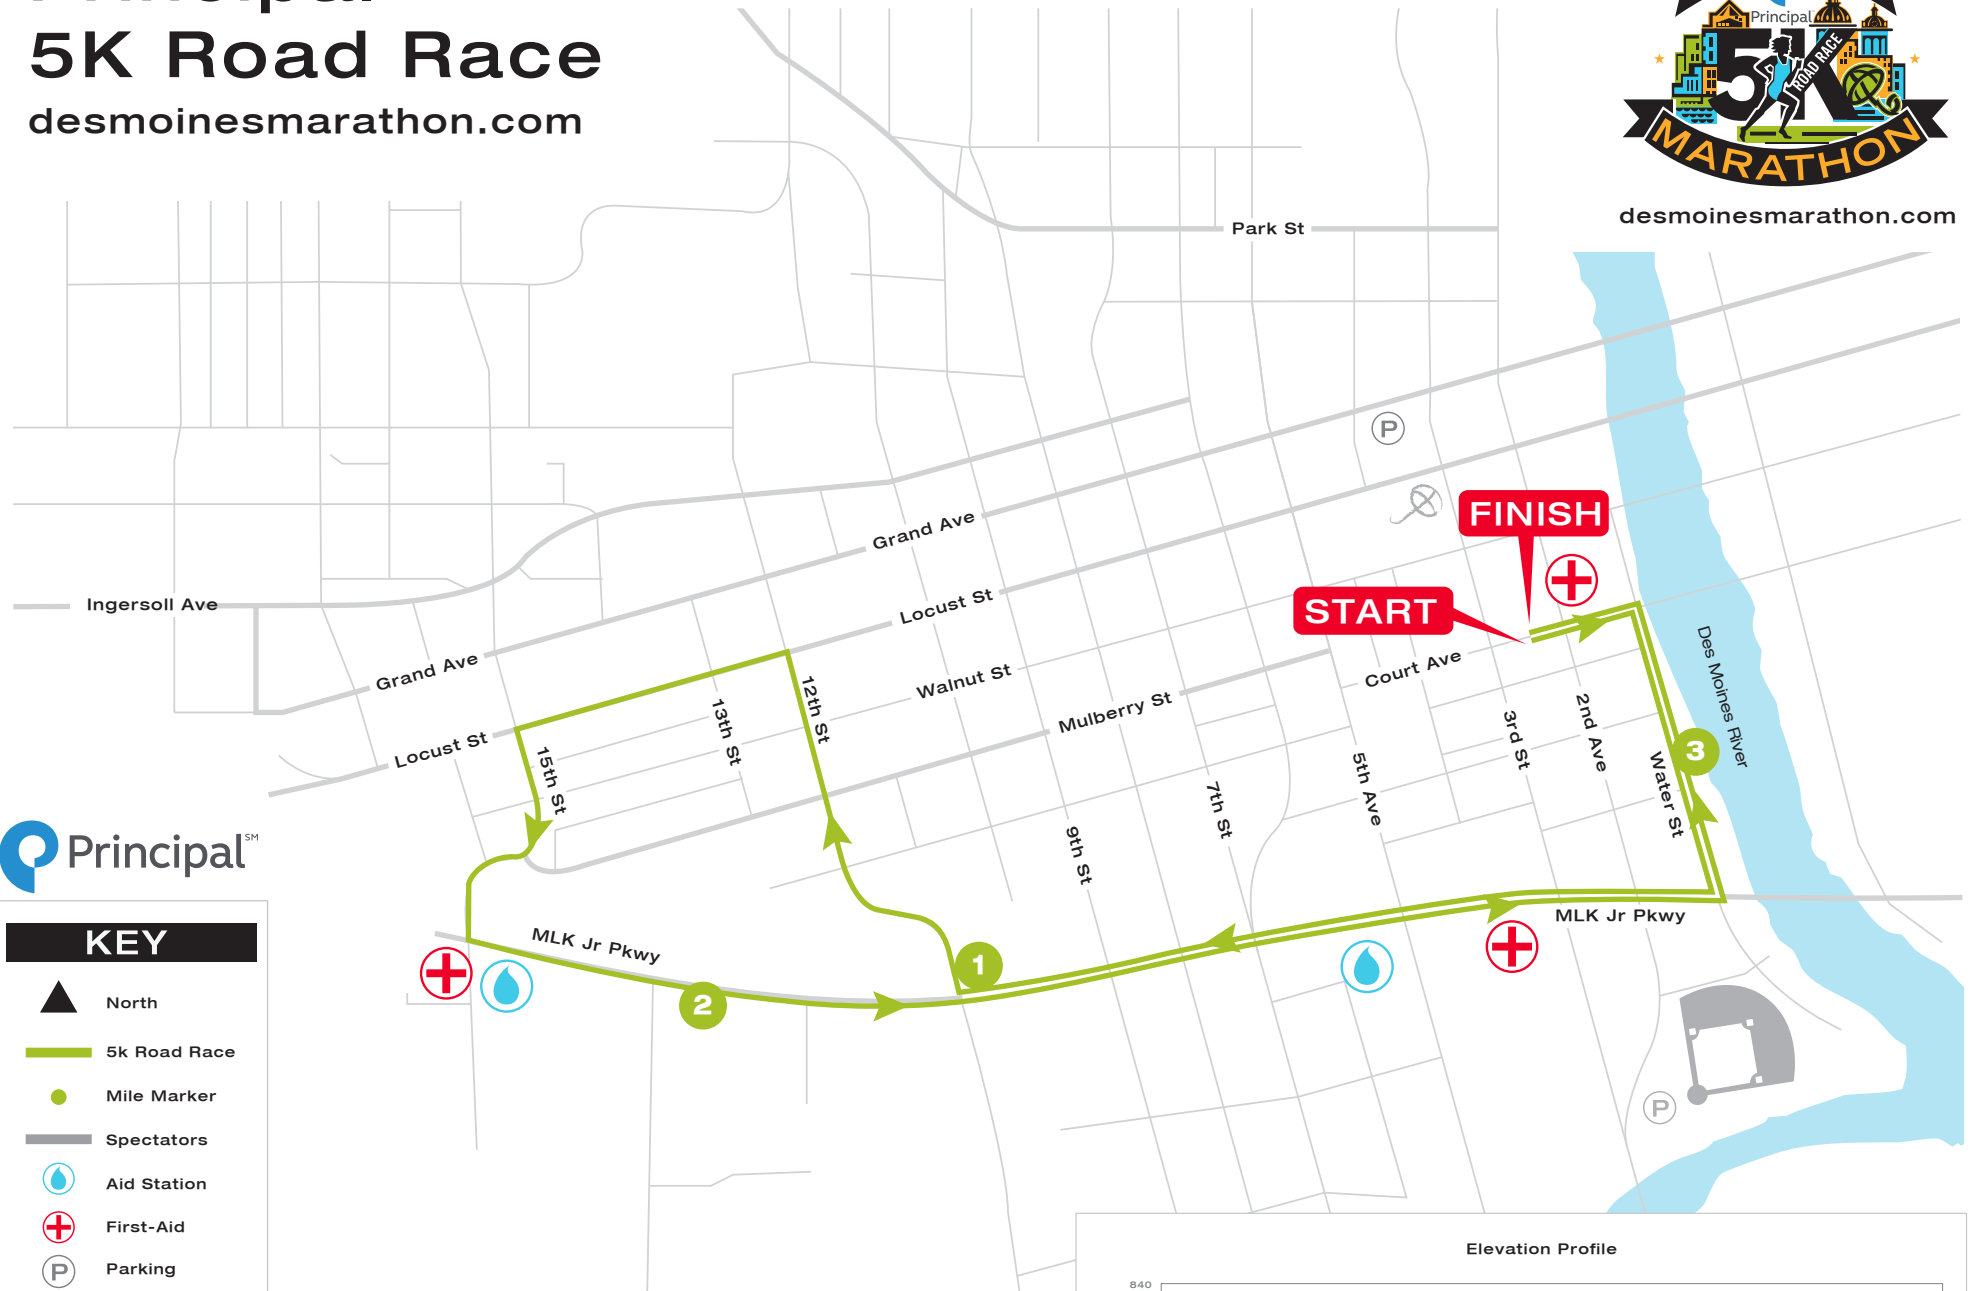 Principal
5K Road Race
desmoinesmarathon.com
Principal
5K
ROAD RACE
MARATHON
desmoinesmarathon.com
Park St
P
Grand Ave
FINISH
Ingersoll Ave
Locust St
START
Grand Ave
Court Ave
Walnut St
Mulberry St
12th St
13th St
Locust St
15th St
3rd St
2nd Ave
Des Moines River
3
Water St
5th Ave
7th St
9th St
MLK Jr Pkwy
MLK Jr Pkwy
1
2
P
Principal℠
KEY
North
5k Road Race
Mile Marker
Spectators
Aid Station
First-Aid
P Parking
Elevation Profile
840